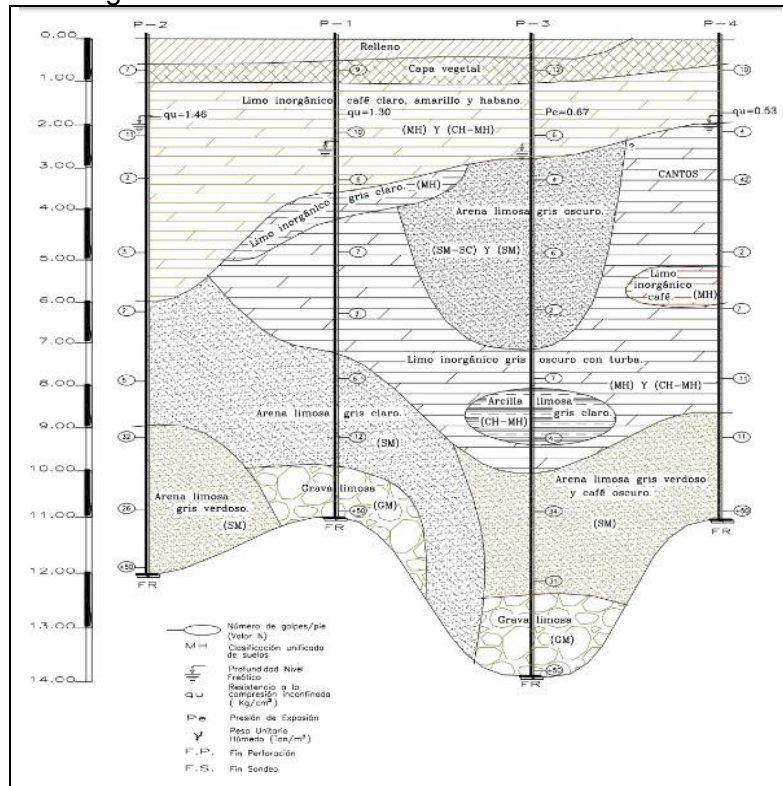 P-2
P-1
P-3
P-4
0.00
1.00
2.00
3.00
4.00
5.00
6.00
7.00
8.00
9.00
10.00
11.00
12.00
13.00
14.00
Relleno
7
9
Capa vegetal
12
10
Limo inorgánico café claro, amarillo y habano.
qu=1.46
qu=1.30
Pe=0.67
qu=0.53
(MH) Y (CH-MH)
11
10
5
4
?
2
6
4
42
CANTOS
Limo inorgánico gris claro. (MH)
Arena limosa gris oscuro.
(SM-SC) Y (SM)
3
7
6
2
Limo
inorgánico
café. (MH)
2
2
Limo inorgánico gris oscuro con turba.
(MH) Y (CH-MH)
5
6
7
11
Arcilla limosa
gris claro.
(CH-MH)
Arena limosa gris claro.
(SM)
32
12
4
11
Arena limosa
gris verdoso.
(SM)
Grava limosa
(GM)
Arena limosa gris verdoso
y café oscuro.
(SM)
26
+50
34
+50
FR
FR
+50
FR
31
Grava limosa
(GM)
+50
FR
Número de golpes/pie
(Valor N)
MH Clasificación unificada
de suelos
Profundidad Nivel
Freático
qu Resistencia a la
compresión inconfinada
( Kg/cm²)
Pe Presión de Expasión
γ Peso Unitario
Húmedo (Ton/m³)
F.P. Fin Perforación
F.S. Fin Sondeo